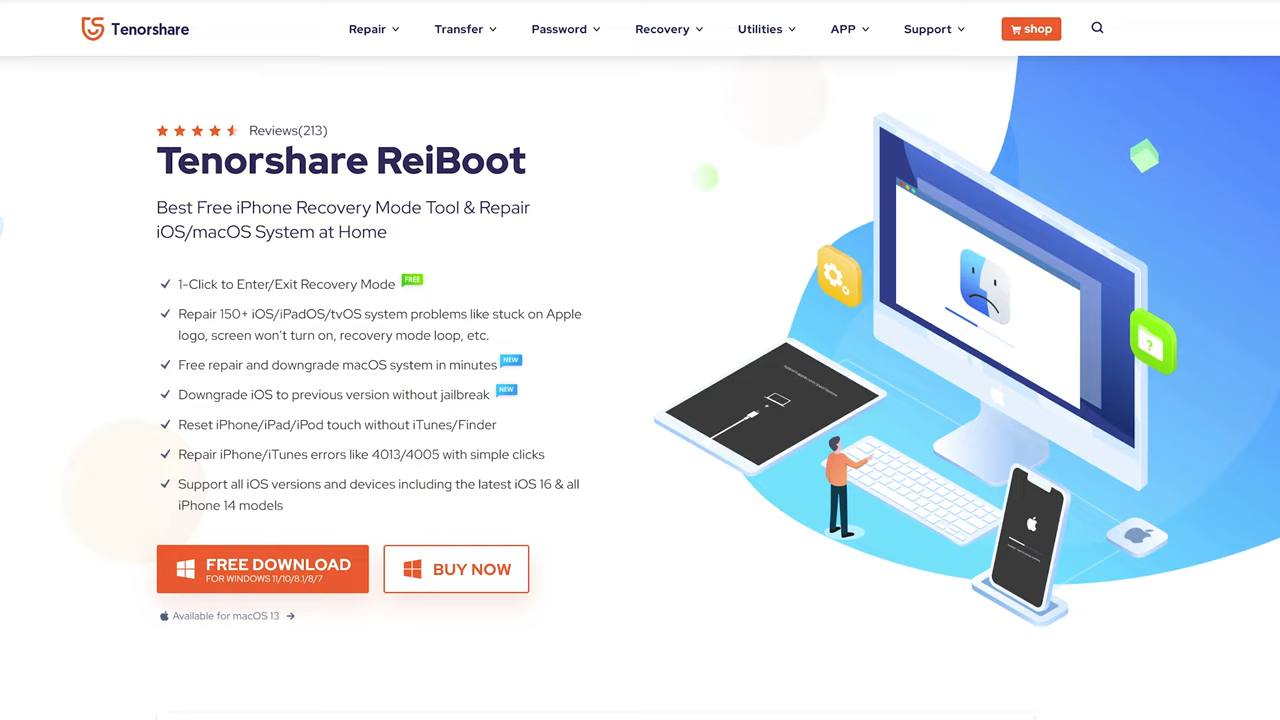 Tenorshare
Repair
Transfer
Password
Recovery
Utilities
APP
Support
shop
Reviews(213)
Tenorshare ReiBoot
Best Free iPhone Recovery Mode Tool & Repair
iOS/macOS System at Home
1-Click to Enter/Exit Recovery Mode FREE
Repair 150+ iOS/iPadOS/tvOS system problems like stuck on Apple
logo, screen won't turn on, recovery mode loop, etc.
Free repair and downgrade macOS system in minutes NEW
Downgrade iOS to previous version without jailbreak NEW
Reset iPhone/iPad/iPod touch without iTunes/Finder
Repair iPhone/iTunes errors like 4013/4005 with simple clicks
Support all iOS versions and devices including the latest iOS 16 & all
iPhone 14 models
FREE DOWNLOAD
FOR WINDOWS 11/10/8.1/8/7
BUY NOW
Available for macOS 13
?